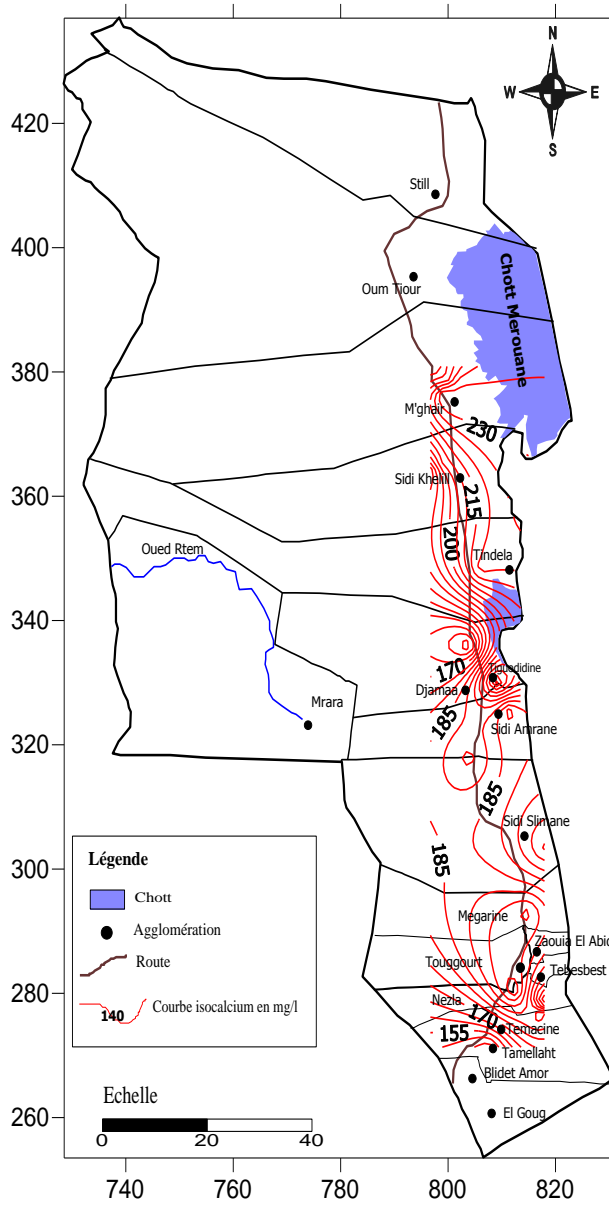 N
W E
S
420
400
380
360
340
320
300
280
260
Still
Oum Tiour
Chott Merouane
M'ghair
230
Sidi Khelil
215
200
Tindela
Oued Rtem
170
Tiguedidine
Djamaa
Mrara
185
Sidi Amrane
185
Sidi Slimane
185
Megarine
Zaouia El Abid
Touggourt
Tebesbest
Nezla
170
155
Temacine
Tamellaht
Blidet Amor
El Goug
Légende
Chott
Agglomération
Route
140
Courbe isocalcium en mg/l
Echelle
0 20 40
740 760 780 800 820